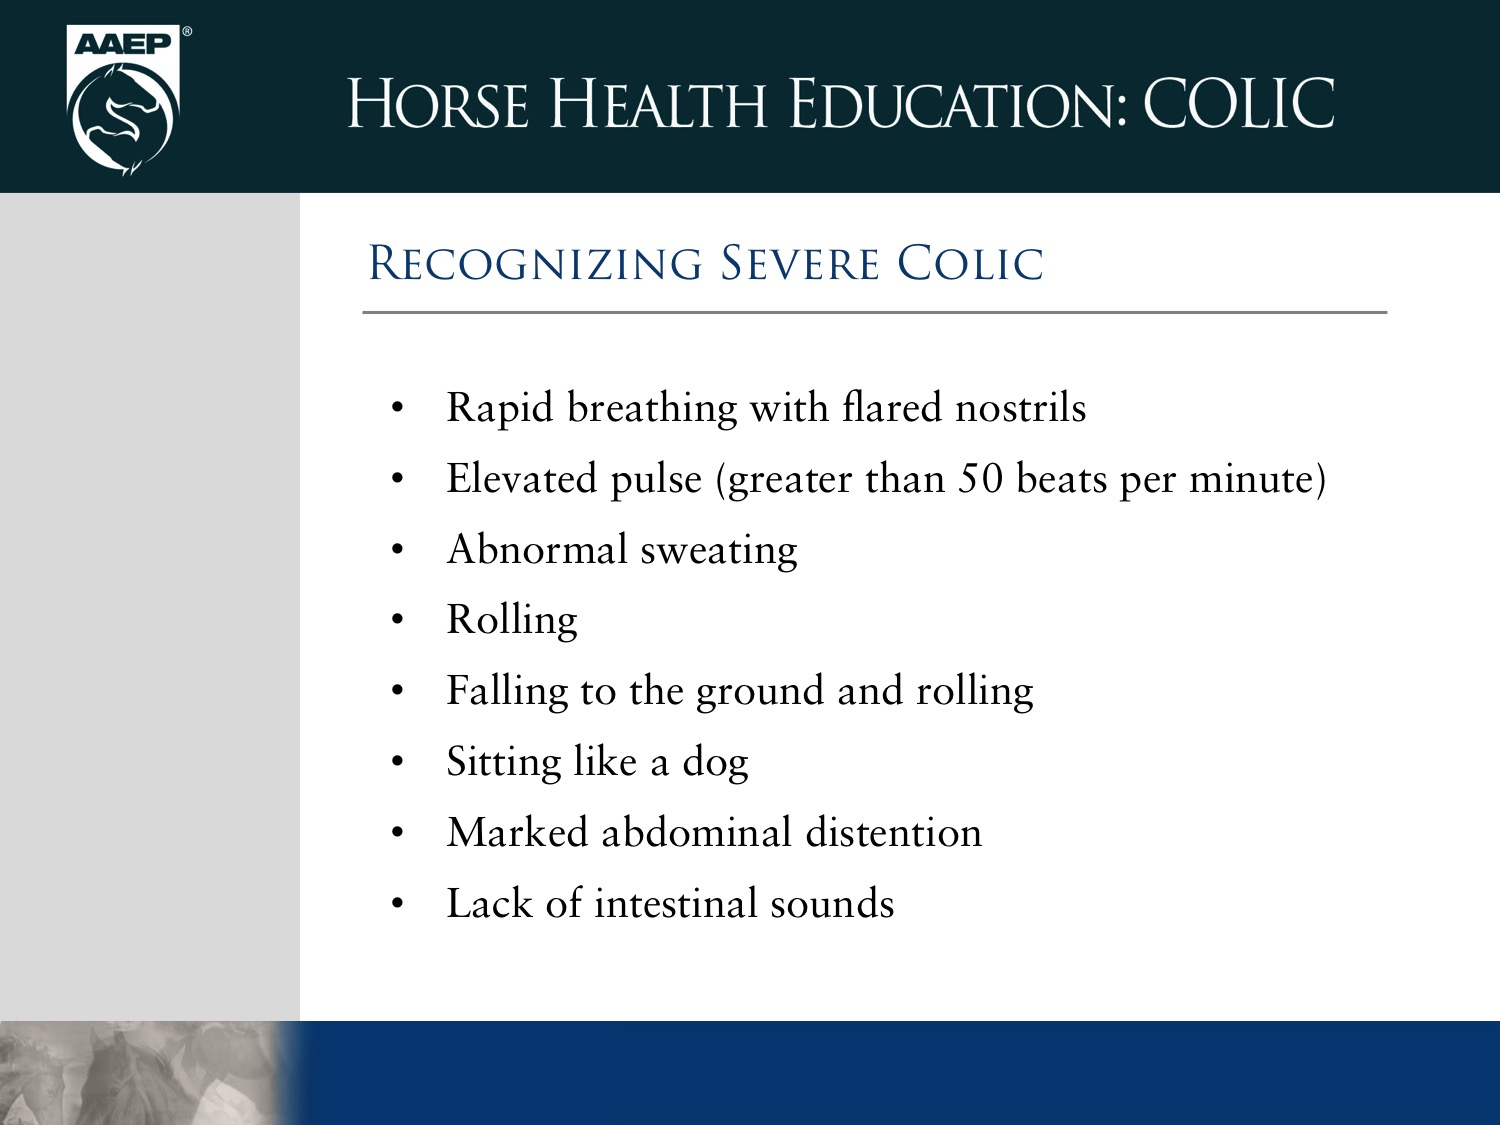 AAEP®
HORSE HEALTH EDUCATION: COLIC
RECOGNIZING SEVERE COLIC
• Rapid breathing with flared nostrils
• Elevated pulse (greater than 50 beats per minute)
• Abnormal sweating
• Rolling
• Falling to the ground and rolling
• Sitting like a dog
• Marked abdominal distention
• Lack of intestinal sounds